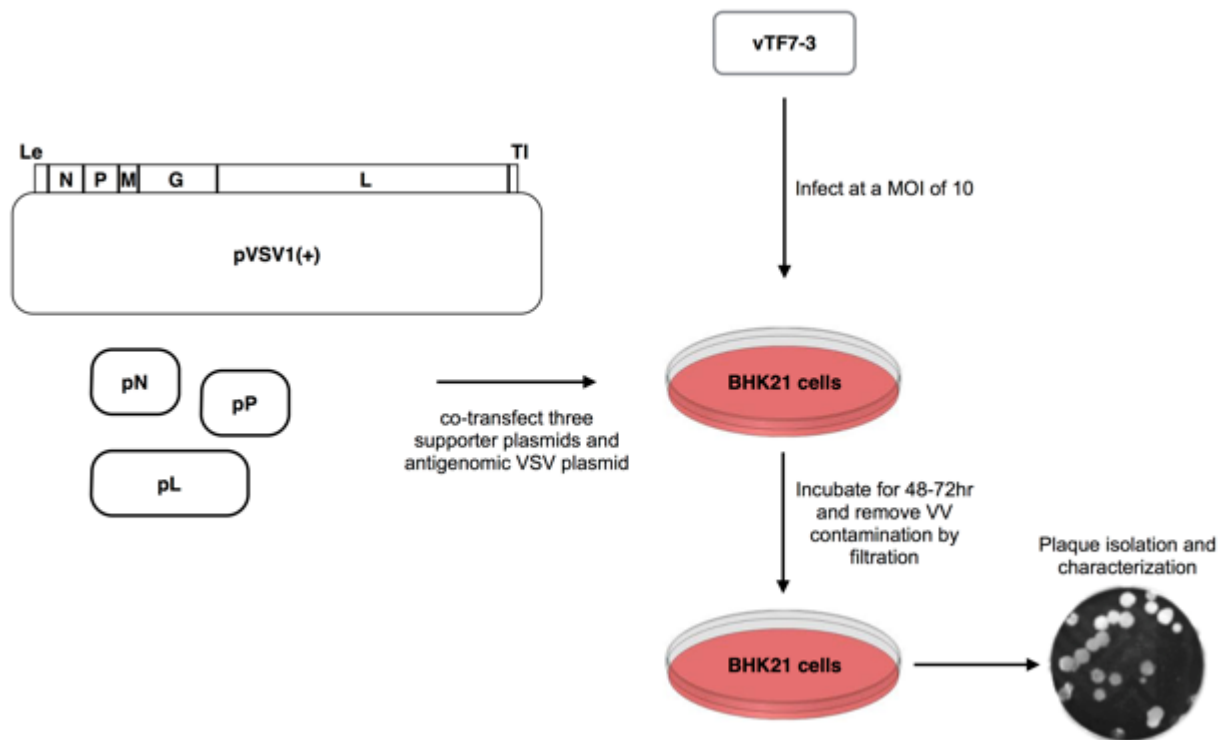 vTF7-3
Le
Tl
N P M G L
Infect at a MOI of 10
pVSV1(+)
pN
pP
pL
co-transfect three
supporter plasmids and
antigenomic VSV plasmid
BHK21 cells
Incubate for 48-72hr
and remove VV
contamination by
filtration
Plaque isolation and
characterization
BHK21 cells